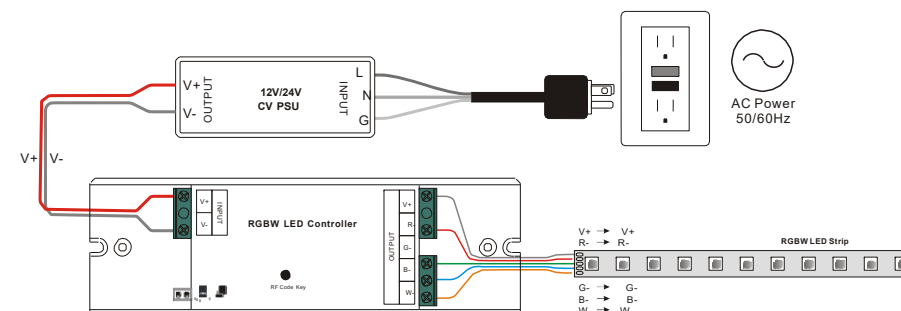 L
V+
OUTPUT
12V/24V
CV PSU
INPUT
N
V-
G
AC Power
50/60Hz
V+
V-
V+
V-
INPUT
RGBW LED Controller
RF Code Key
OUTPUT
V+
R-
G-
B-
W-
V+ → V+
R- → R-
RGBW LED Strip
G- → G-
B- → B-
W → W